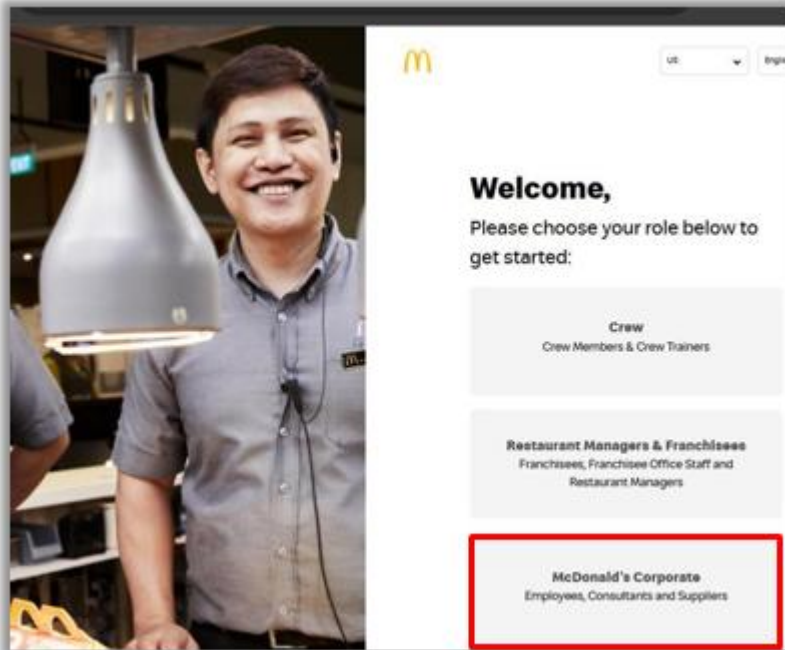 EXIT
US
Welcome,
Please choose your role below to
get started:
Crew
Crew Members & Crew Trainers
Restaurant Managers & Franchisees
Franchisees, Franchisee Office Staff and
Restaurant Managers
McDonald's Corporate
Employees, Consultants and Suppliers